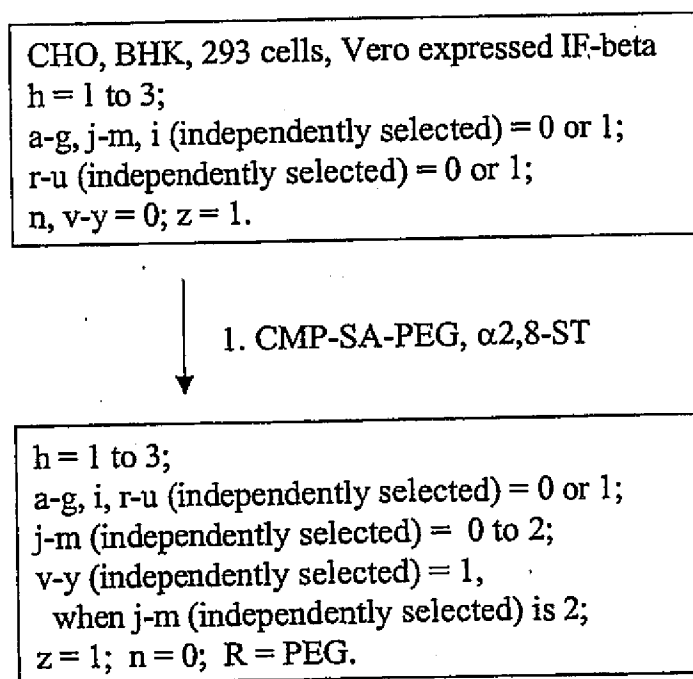 CHO, BHK, 293 cells, Vero expressed IF-beta
h = 1 to 3;
a-g, j-m, i (independently selected) = 0 or 1;
r-u (independently selected) = 0 or 1;
n, v-y = 0; z = 1.
1. CMP-SA-PEG, α2,8-ST
h = 1 to 3;
a-g, i, r-u (independently selected) = 0 or 1;
j-m (independently selected) = 0 to 2;
v-y (independently selected) = 1,
when j-m (independently selected) is 2;
z = 1; n = 0; R = PEG.